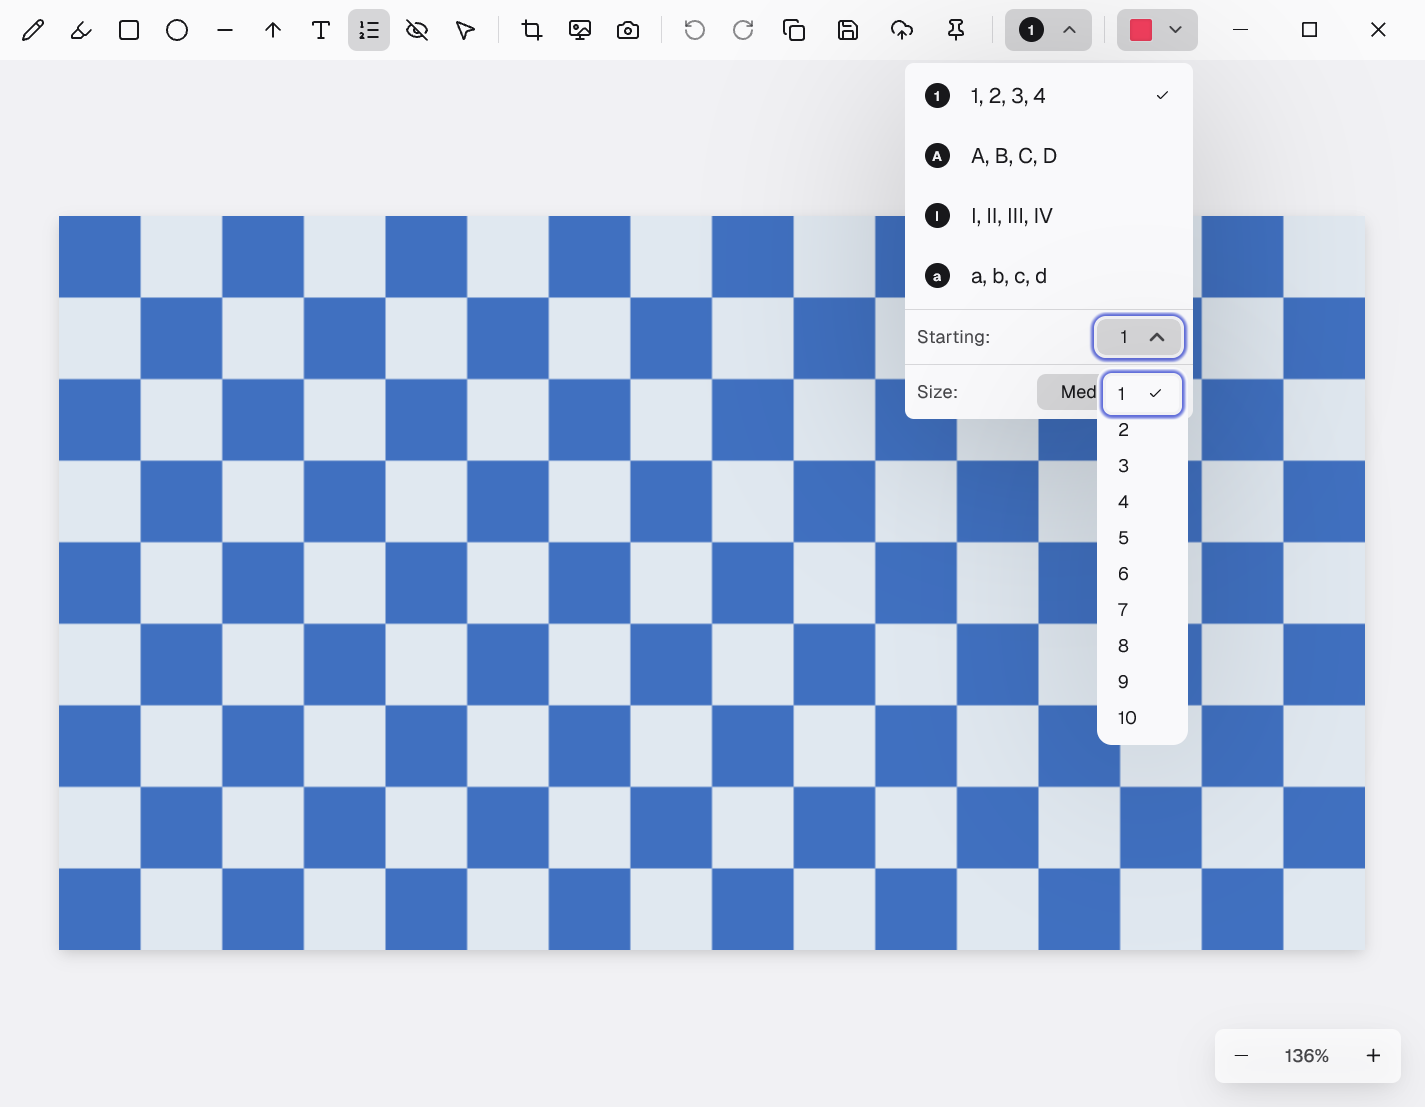 1
1 1, 2, 3, 4
A A, B, C, D
I I, II, III, IV
a a, b, c, d
Starting: 1
Size: Med
1
2
3
4
5
6
7
8
9
10
136%